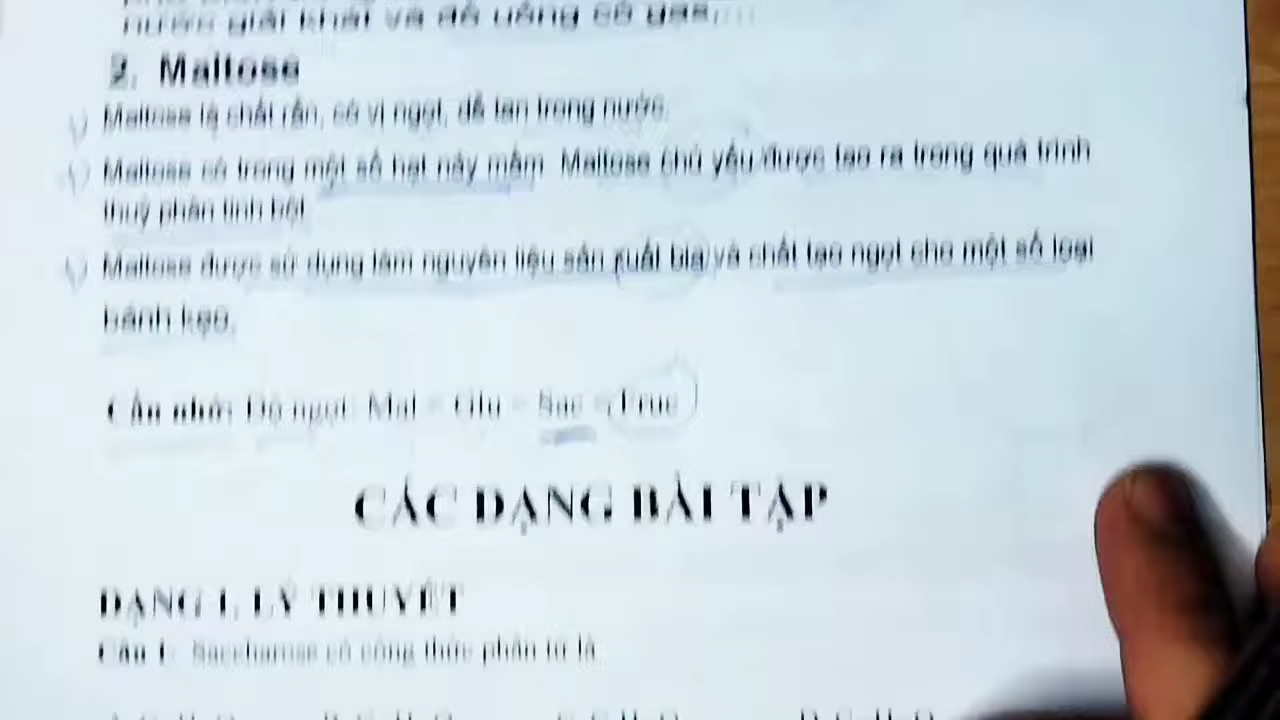 nước giải khát và đồ uống có gas,...
2. Maltose
Maltose là chất rắn, có vị ngọt, dễ tan trong nước.
Maltose có trong một số hạt nảy mầm. Maltose chủ yếu được tạo ra trong quá trình
thuỷ phân tinh bột.
Maltose được sử dụng làm nguyên liệu sản xuất bia và chất tạo ngọt cho một số loại
bánh kẹo.
Cần nhớ: Độ ngọt: Mal < Glu < Sac < Fruc
CÁC DẠNG BÀI TẬP
DẠNG 1. LÝ THUYẾT
Câu 1. Saccharose có công thức phân tử là